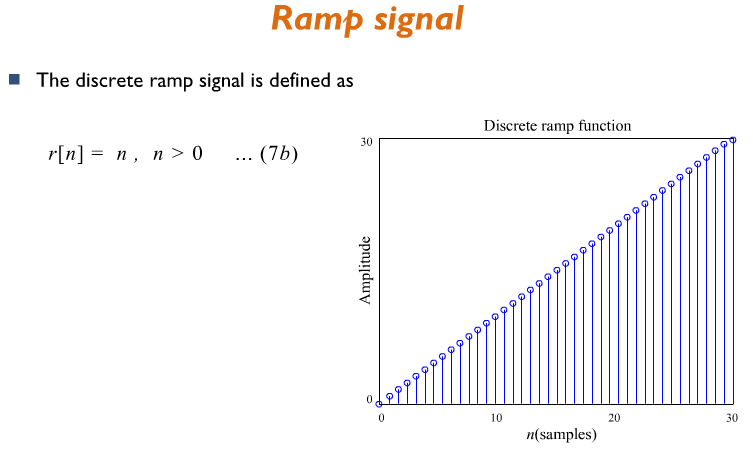 Ramp signal
The discrete ramp signal is defined as
r[n] = n , n > 0 ... (7b)
Discrete ramp function
30
Amplitude
0
0 10 20 30
n(samples)